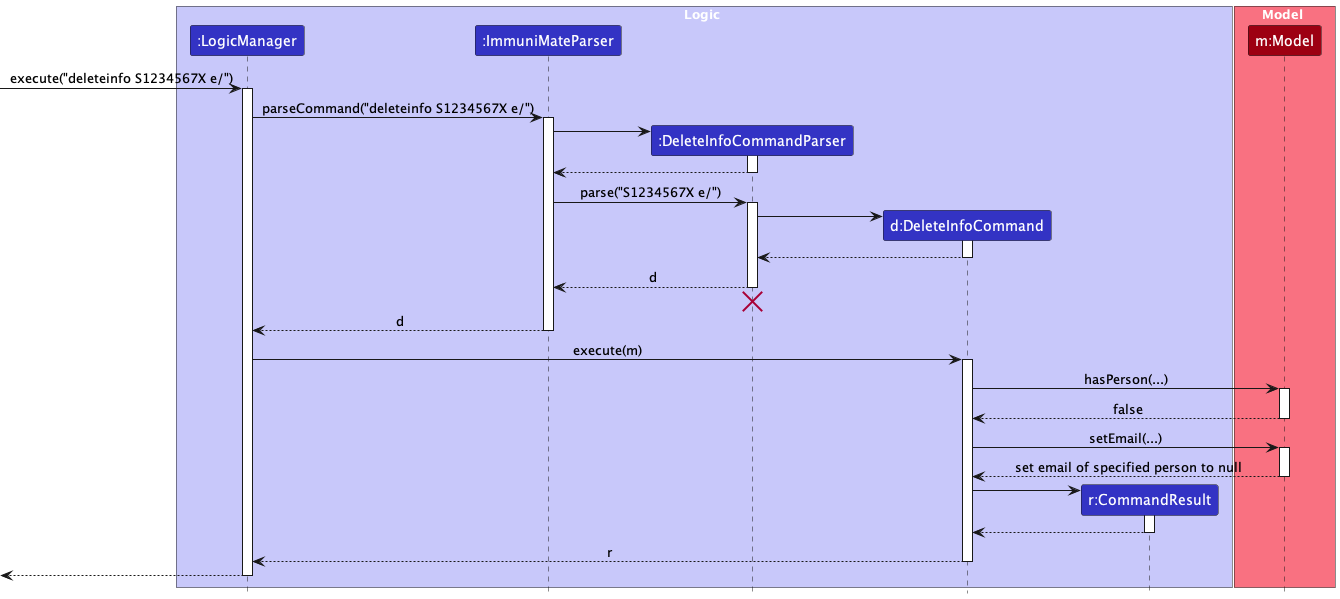 Logic
Model
:LogicManager
:ImmuniMateParser
m:Model
execute("deleteinfo S1234567X e/")
parseCommand("deleteinfo S1234567X e/")
:DeleteInfoCommandParser
parse("S1234567X e/")
d:DeleteInfoCommand
d
d
execute(m)
hasPerson(...)
false
setEmail(...)
set email of specified person to null
r:CommandResult
r